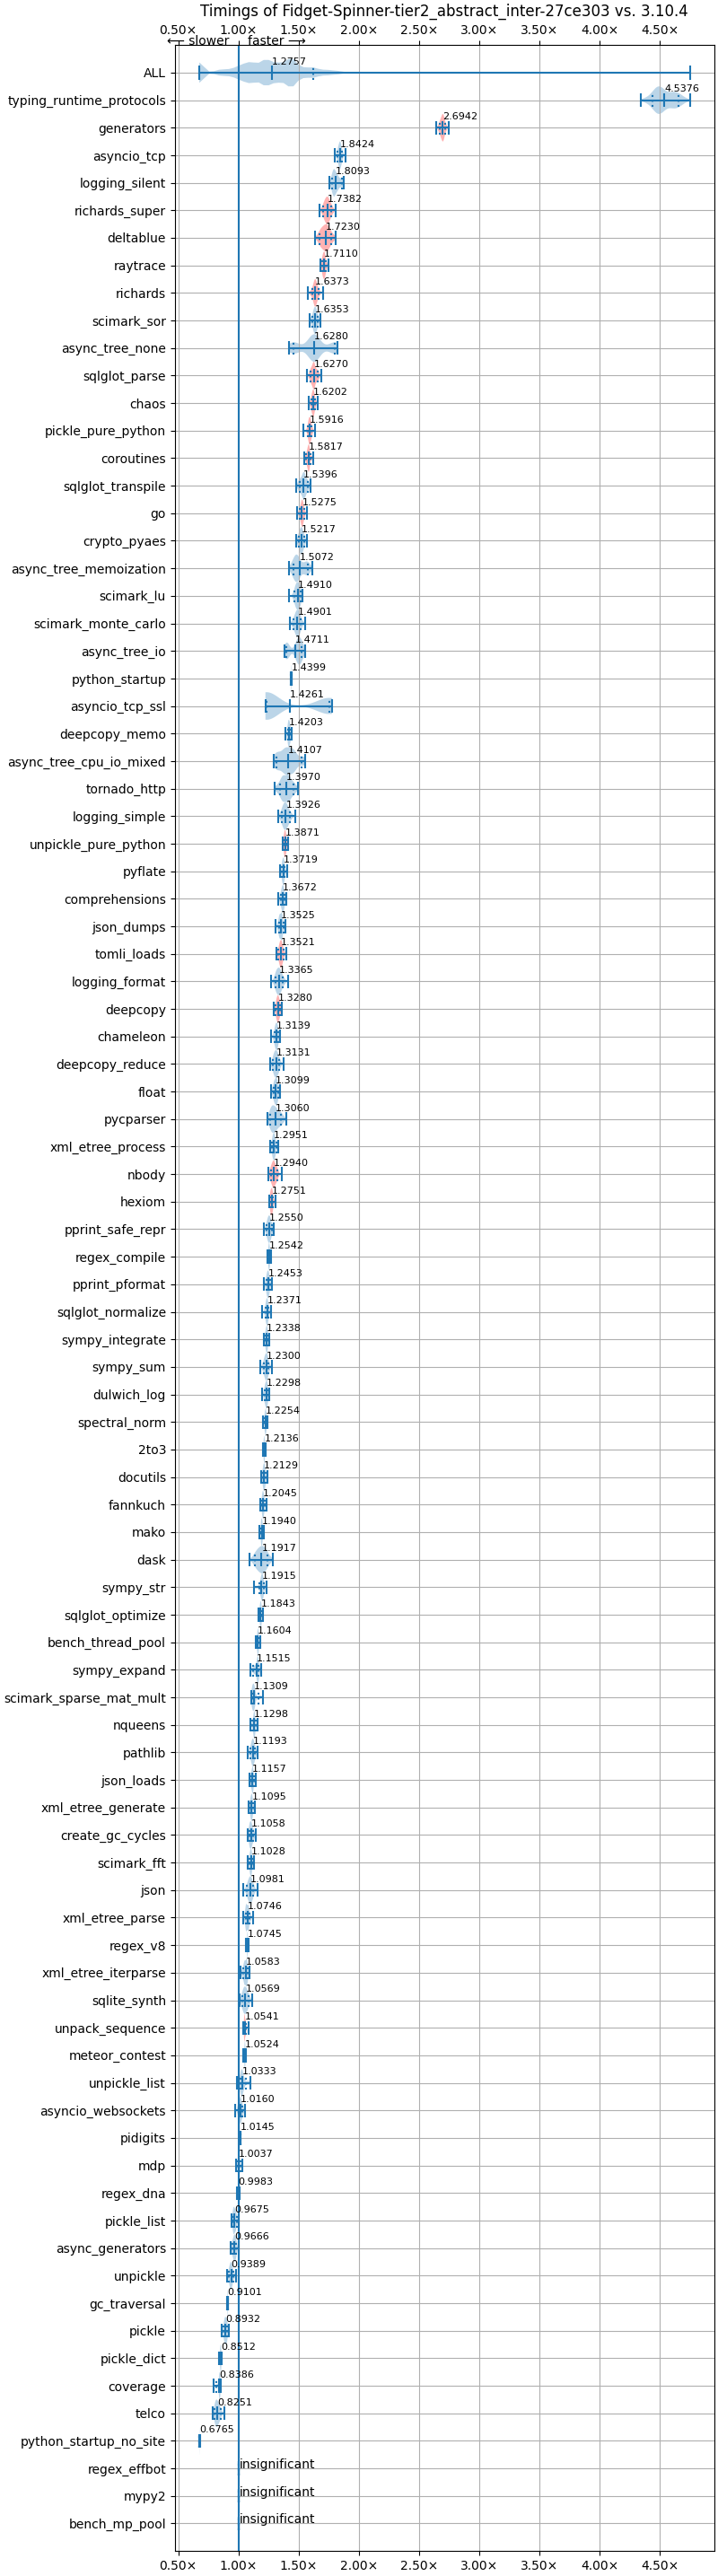 Timings of Fidget-Spinner-tier2_abstract_inter-27ce303 vs. 3.10.4
0.50× 1.00× 1.50× 2.00× 2.50× 3.00× 3.50× 4.00× 4.50×
← slower faster →
ALL 1.2757
typing_runtime_protocols 4.5376
generators 2.6942
asyncio_tcp 1.8424
logging_silent 1.8093
richards_super 1.7382
deltablue 1.7230
raytrace 1.7110
richards 1.6373
scimark_sor 1.6353
async_tree_none 1.6280
sqlglot_parse 1.6270
chaos 1.6202
pickle_pure_python 1.5916
coroutines 1.5817
sqlglot_transpile 1.5396
go 1.5275
crypto_pyaes 1.5217
async_tree_memoization 1.5072
scimark_lu 1.4910
scimark_monte_carlo 1.4901
async_tree_io 1.4711
python_startup 1.4399
asyncio_tcp_ssl 1.4261
deepcopy_memo 1.4203
async_tree_cpu_io_mixed 1.4107
tornado_http 1.3970
logging_simple 1.3926
unpickle_pure_python 1.3871
pyflate 1.3719
comprehensions 1.3672
json_dumps 1.3525
tomli_loads 1.3521
logging_format 1.3365
deepcopy 1.3280
chameleon 1.3139
deepcopy_reduce 1.3131
float 1.3099
pycparser 1.3060
xml_etree_process 1.2951
nbody 1.2940
hexiom 1.2751
pprint_safe_repr 1.2550
regex_compile 1.2542
pprint_pformat 1.2453
sqlglot_normalize 1.2371
sympy_integrate 1.2338
sympy_sum 1.2300
dulwich_log 1.2298
spectral_norm 1.2254
2to3 1.2136
docutils 1.2129
fannkuch 1.2045
mako 1.1940
dask 1.1917
sympy_str 1.1915
sqlglot_optimize 1.1843
bench_thread_pool 1.1604
sympy_expand 1.1515
scimark_sparse_mat_mult 1.1309
nqueens 1.1298
pathlib 1.1193
json_loads 1.1157
xml_etree_generate 1.1095
create_gc_cycles 1.1058
scimark_fft 1.1028
json 1.0981
xml_etree_parse 1.0746
regex_v8 1.0745
xml_etree_iterparse 1.0583
sqlite_synth 1.0569
unpack_sequence 1.0541
meteor_contest 1.0524
unpickle_list 1.0333
asyncio_websockets 1.0160
pidigits 1.0145
mdp 1.0037
regex_dna 0.9983
pickle_list 0.9675
async_generators 0.9666
unpickle 0.9389
gc_traversal 0.9101
pickle 0.8932
pickle_dict 0.8512
coverage 0.8386
telco 0.8251
python_startup_no_site 0.6765
regex_effbot insignificant
mypy2 insignificant
bench_mp_pool insignificant
0.50× 1.00× 1.50× 2.00× 2.50× 3.00× 3.50× 4.00× 4.50×